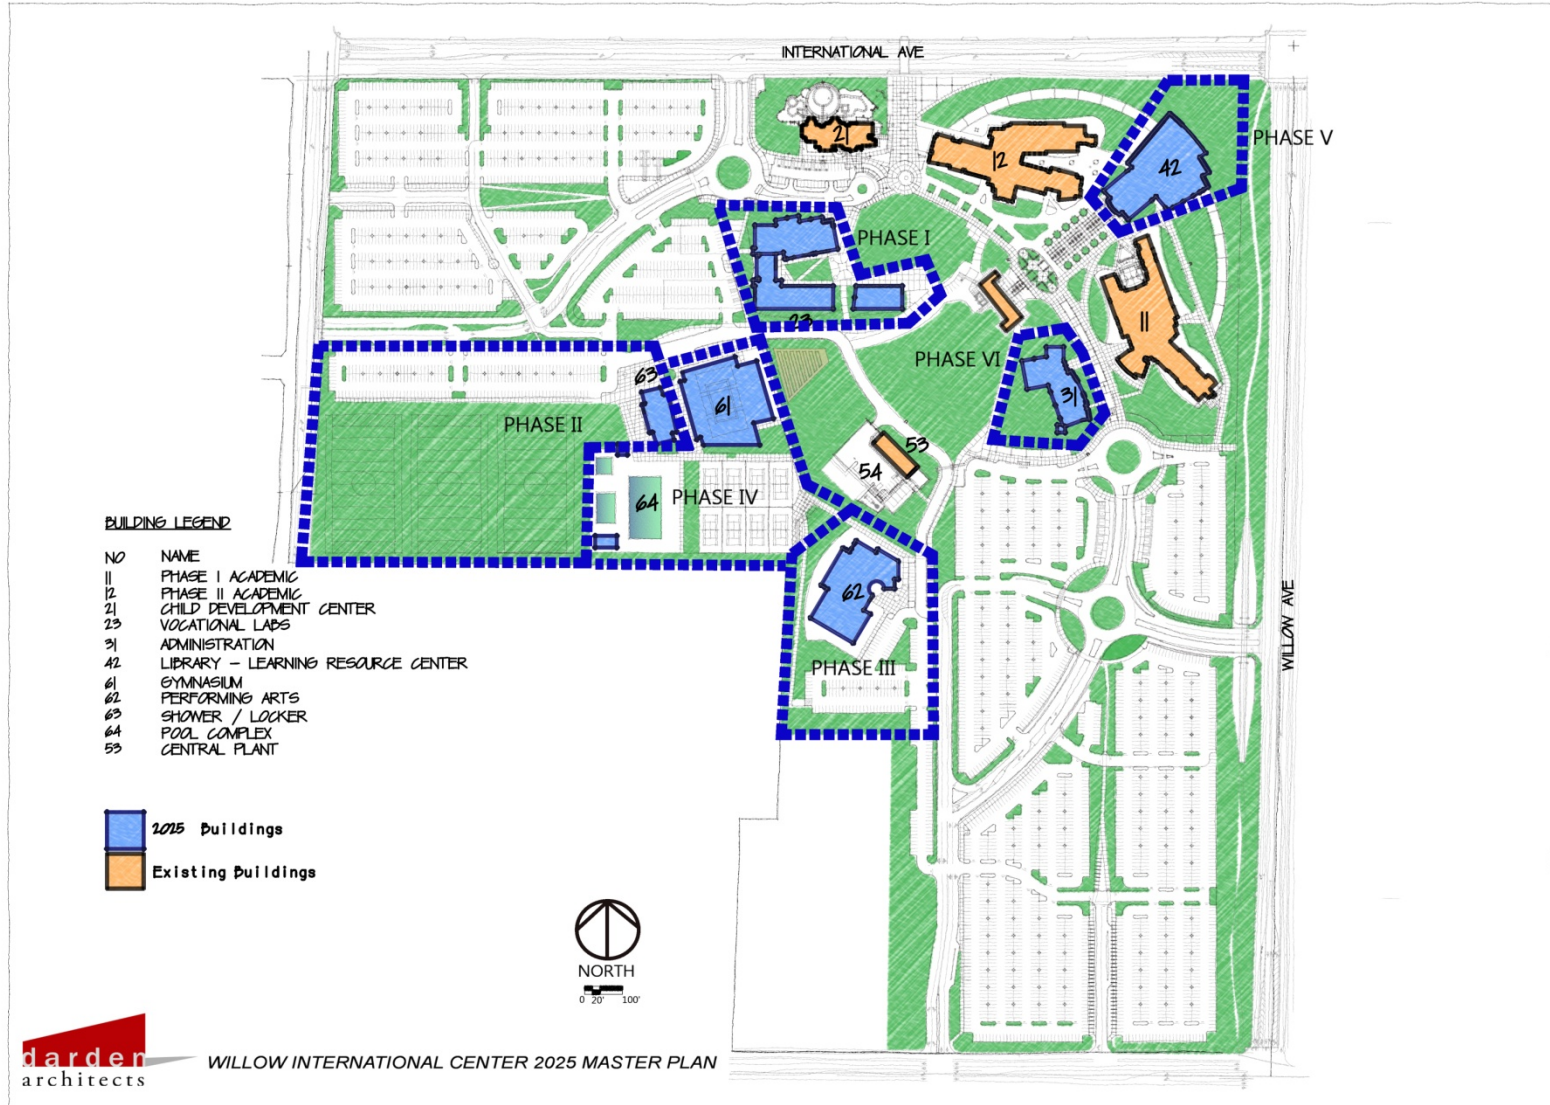 INTERNATIONAL AVE
21
12
42
PHASE V
PHASE I
23
11
PHASE VI
31
63
61
PHASE II
53
54
64
PHASE IV
62
PHASE III
WILLOW AVE
BUILDING LEGEND
NO NAME
11 PHASE I ACADEMIC
12 PHASE II ACADEMIC
21 CHILD DEVELOPMENT CENTER
23 VOCATIONAL LABS
31 ADMINISTRATION
42 LIBRARY - LEARNING RESOURCE CENTER
61 GYMNASIUM
62 PERFORMING ARTS
63 SHOWER / LOCKER
64 POOL COMPLEX
53 CENTRAL PLANT
2025 Buildings
Existing Buildings
NORTH
0 20' 100'
darden
architects
WILLOW INTERNATIONAL CENTER 2025 MASTER PLAN